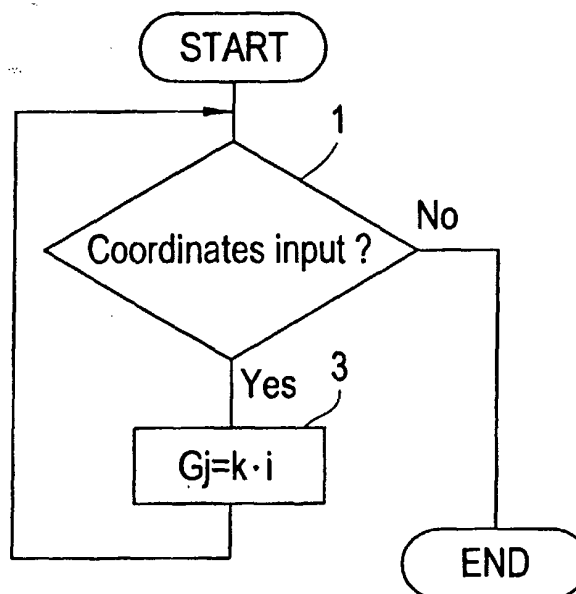 START
1
No
Coordinates input ?
Yes
3
Gj=k·i
END